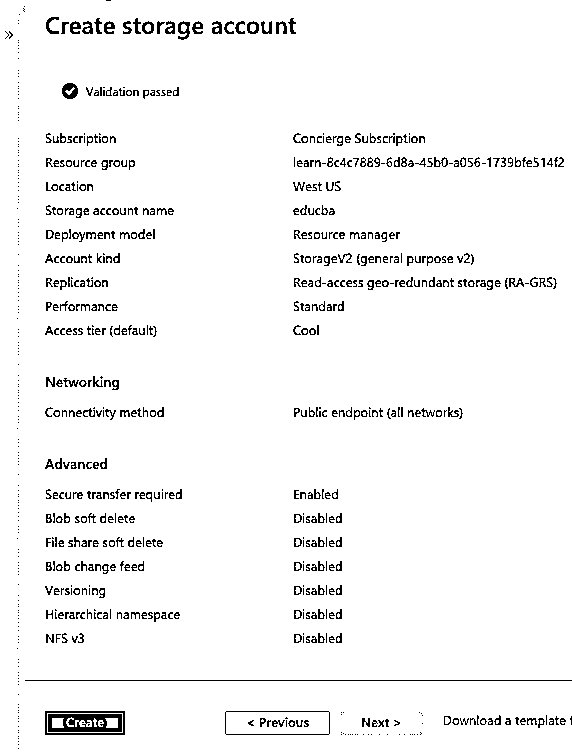 Create storage account
»
Validation passed
Subscription Concierge Subscription
Resource group learn-8c4c7889-6d8a-45b0-a056-1739bfe514f2
Location West US
Storage account name educba
Deployment model Resource manager
Account kind StorageV2 (general purpose v2)
Replication Read-access geo-redundant storage (RA-GRS)
Performance Standard
Access tier (default) Cool
Networking
Connectivity method Public endpoint (all networks)
Advanced
Secure transfer required Enabled
Blob soft delete Disabled
File share soft delete Disabled
Blob change feed Disabled
Versioning Disabled
Hierarchical namespace Disabled
NFS v3 Disabled
Create < Previous Next > Download a template f